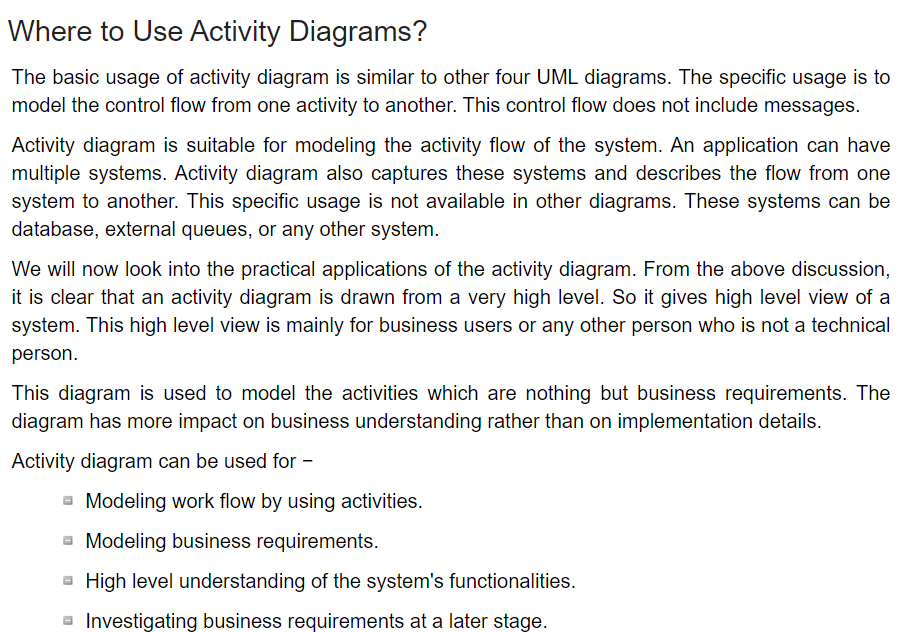 Where to Use Activity Diagrams?
The basic usage of activity diagram is similar to other four UML diagrams. The specific usage is to
model the control flow from one activity to another. This control flow does not include messages.
Activity diagram is suitable for modeling the activity flow of the system. An application can have
multiple systems. Activity diagram also captures these systems and describes the flow from one
system to another. This specific usage is not available in other diagrams. These systems can be
database, external queues, or any other system.
We will now look into the practical applications of the activity diagram. From the above discussion,
it is clear that an activity diagram is drawn from a very high level. So it gives high level view of a
system. This high level view is mainly for business users or any other person who is not a technical
person.
This diagram is used to model the activities which are nothing but business requirements. The
diagram has more impact on business understanding rather than on implementation details.
Activity diagram can be used for −
Modeling work flow by using activities.
Modeling business requirements.
High level understanding of the system's functionalities.
Investigating business requirements at a later stage.